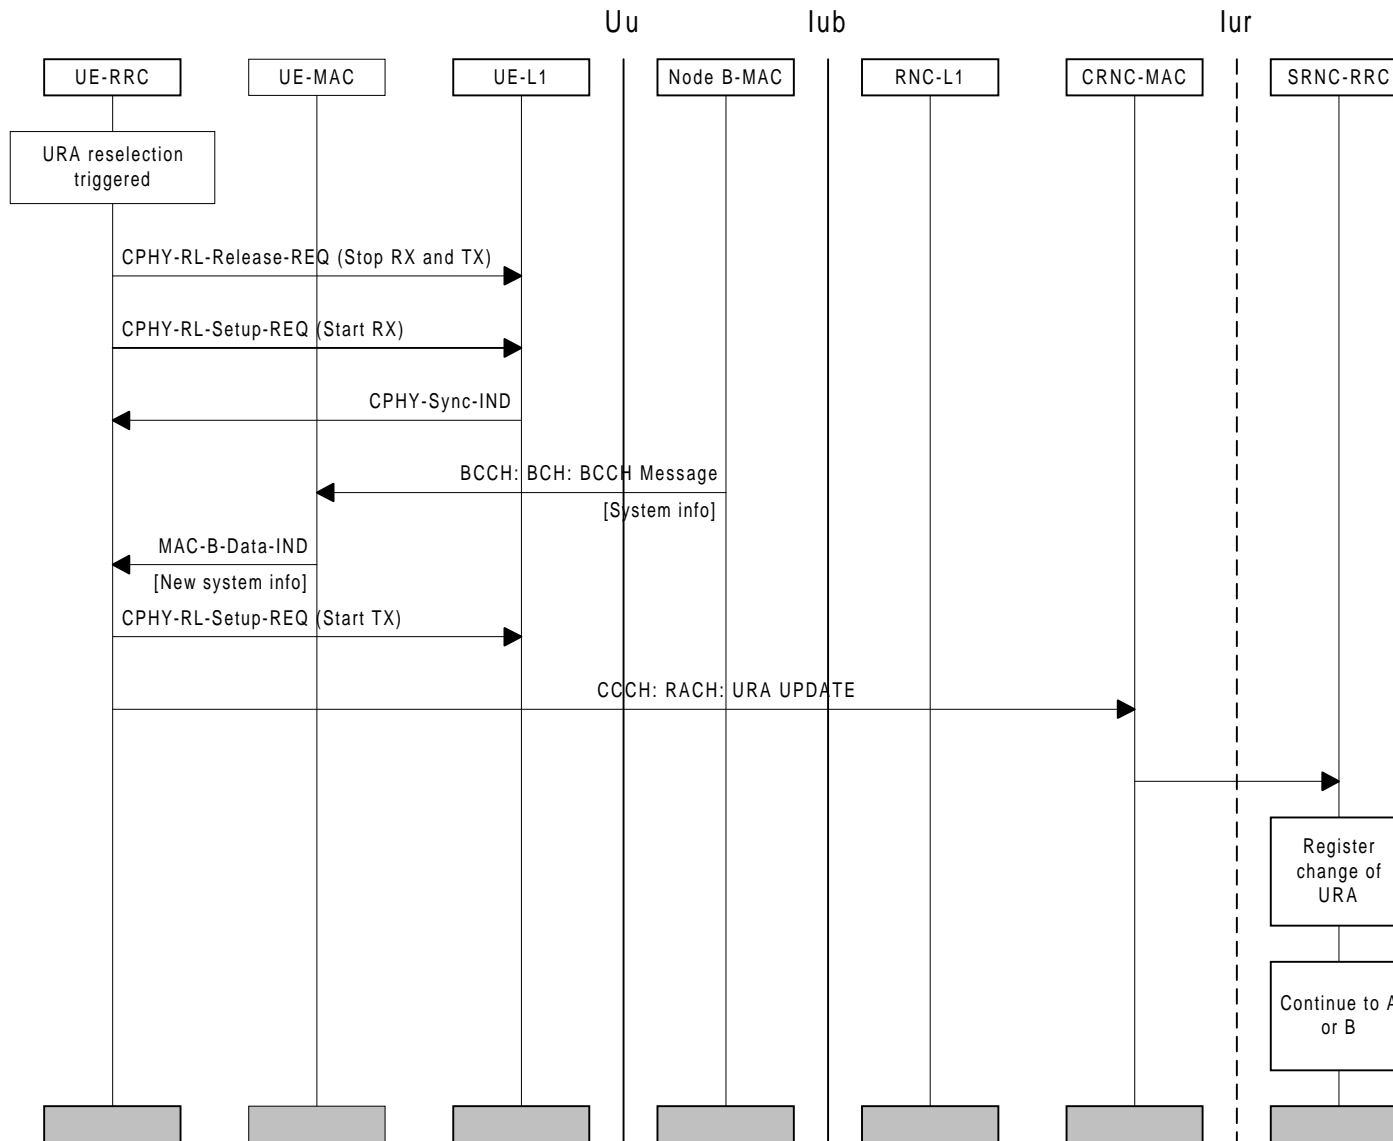 Uu Iub Iur
UE-RRC UE-MAC UE-L1 Node B-MAC RNC-L1 CRNC-MAC SRNC-RRC
URA reselection
triggered
CPHY-RL-Release-REQ (Stop RX and TX)
CPHY-RL-Setup-REQ (Start RX)
CPHY-Sync-IND
BCCH: BCH: BCCH Message
[System info]
MAC-B-Data-IND
[New system info]
CPHY-RL-Setup-REQ (Start TX)
CCCH: RACH: URA UPDATE
Register
change of
URA
Continue to A
or B